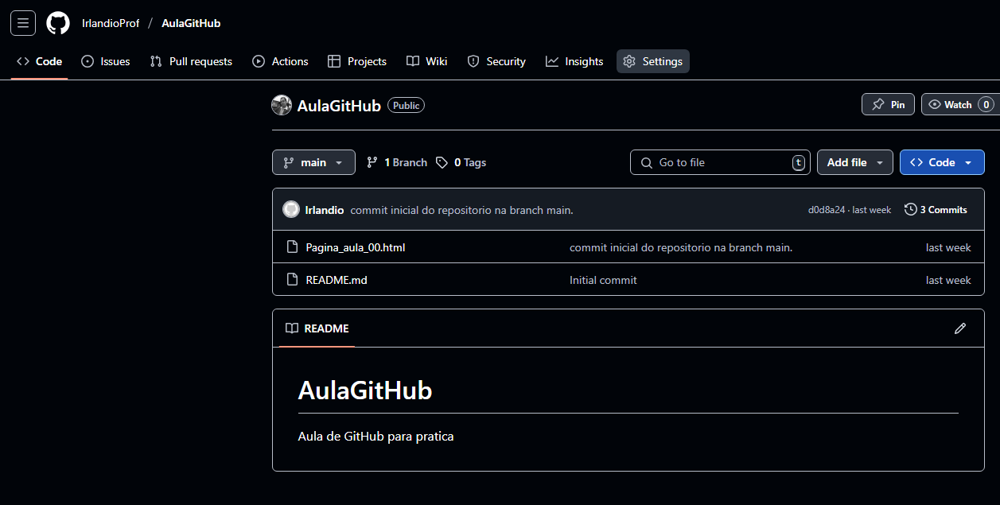 IrlandioProf / AulaGitHub
Code Issues Pull requests Actions Projects Wiki Security Insights Settings
AulaGitHub Public Pin Watch 0
main 1 Branch 0 Tags Go to file t Add file Code
Irlandio commit inicial do repositorio na branch main. d0d8a24 · last week 3 Commits
Pagina_aula_00.html commit inicial do repositorio na branch main. last week
README.md Initial commit last week
README
AulaGitHub
Aula de GitHub para pratica